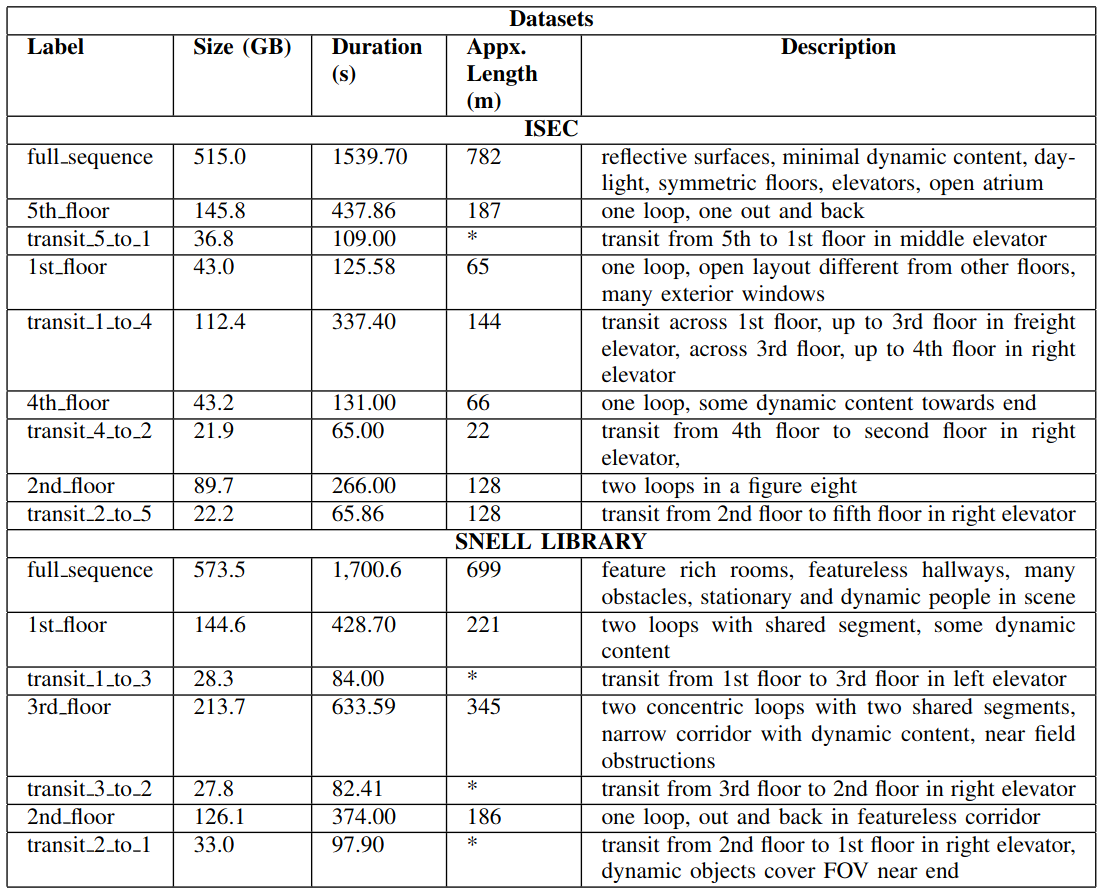 Datasets
Label Size (GB) Duration (s) Appx. Length (m) Description
ISEC
full_sequence 515.0 1539.70 782 reflective surfaces, minimal dynamic content, day-
light, symmetric floors, elevators, open atrium
5th_floor 145.8 437.86 187 one loop, one out and back
transit_5_to_1 36.8 109.00 * transit from 5th to 1st floor in middle elevator
1st_floor 43.0 125.58 65 one loop, open layout different from other floors,
many exterior windows
transit_1_to_4 112.4 337.40 144 transit across 1st floor, up to 3rd floor in freight
elevator, across 3rd floor, up to 4th floor in right
elevator
4th_floor 43.2 131.00 66 one loop, some dynamic content towards end
transit_4_to_2 21.9 65.00 22 transit from 4th floor to second floor in right
elevator,
2nd_floor 89.7 266.00 128 two loops in a figure eight
transit_2_to_5 22.2 65.86 128 transit from 2nd floor to fifth floor in right elevator
SNELL LIBRARY
full_sequence 573.5 1,700.6 699 feature rich rooms, featureless hallways, many
obstacles, stationary and dynamic people in scene
1st_floor 144.6 428.70 221 two loops with shared segment, some dynamic
content
transit_1_to_3 28.3 84.00 * transit from 1st floor to 3rd floor in left elevator
3rd_floor 213.7 633.59 345 two concentric loops with two shared segments,
narrow corridor with dynamic content, near field
obstructions
transit_3_to_2 27.8 82.41 * transit from 3rd floor to 2nd floor in right elevator
2nd_floor 126.1 374.00 186 one loop, out and back in featureless corridor
transit_2_to_1 33.0 97.90 * transit from 2nd floor to 1st floor in right elevator,
dynamic objects cover FOV near end